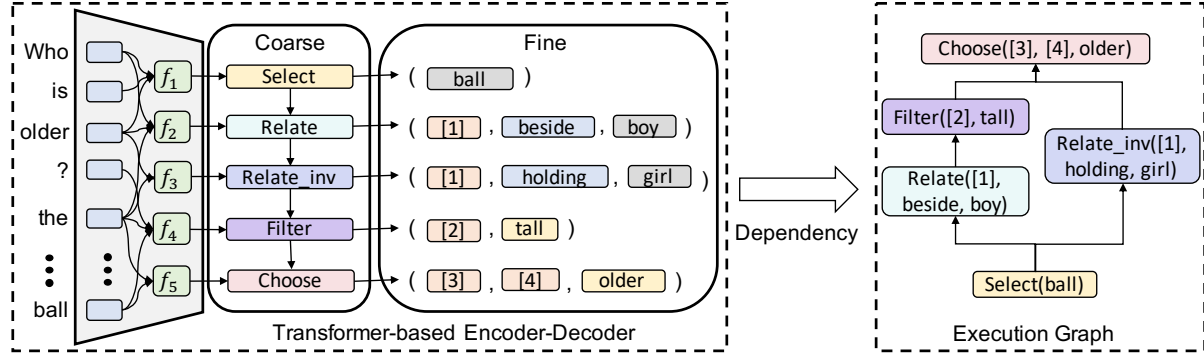 Who
is
older
?
the
ball
f1
f2
f3
f4
f5
Coarse
Select
Relate
Relate_inv
Filter
Choose
Fine
( ball )
( [1] , beside , boy )
( [1] , holding , girl )
( [2] , tall )
( [3] , [4] , older )
Transformer-based Encoder-Decoder
Dependency
Choose([3], [4], older)
Filter([2], tall)
Relate_inv([1],
holding, girl)
Relate([1],
beside, boy)
Select(ball)
Execution Graph